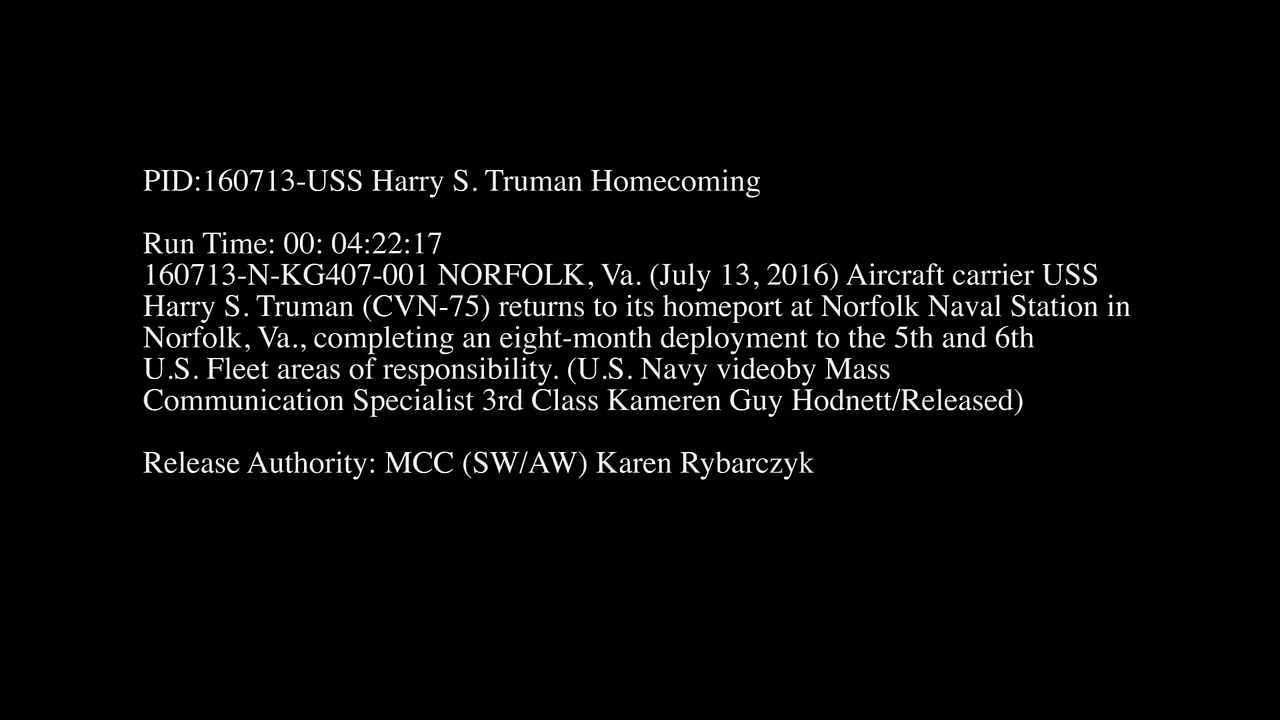 PID:160713-USS Harry S. Truman Homecoming
Run Time: 00: 04:22:17
160713-N-KG407-001 NORFOLK, Va. (July 13, 2016) Aircraft carrier USS
Harry S. Truman (CVN-75) returns to its homeport at Norfolk Naval Station in
Norfolk, Va., completing an eight-month deployment to the 5th and 6th
U.S. Fleet areas of responsibility. (U.S. Navy videoby Mass
Communication Specialist 3rd Class Kameren Guy Hodnett/Released)
Release Authority: MCC (SW/AW) Karen Rybarczyk